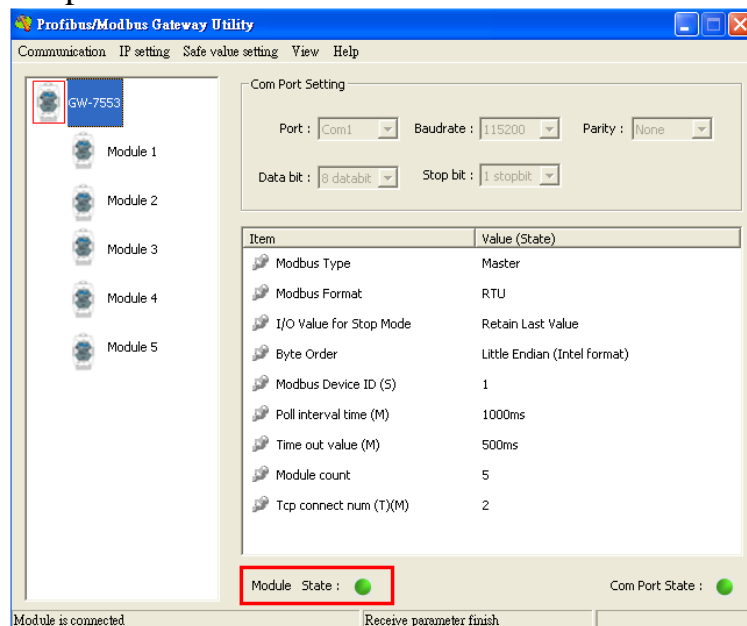 Profibus/Modbus Gateway Utility
Communication IP setting Safe value setting View Help
GW-7553
Module 1
Module 2
Module 3
Module 4
Module 5
Com Port Setting
Port : Com1 Baudrate : 115200 Parity : None
Data bit : 8 databit Stop bit : 1 stopbit
Item Value (State)
Modbus Type Master
Modbus Format RTU
I/O Value for Stop Mode Retain Last Value
Byte Order Little Endian (Intel format)
Modbus Device ID (S) 1
Poll interval time (M) 1000ms
Time out value (M) 500ms
Module count 5
Tcp connect num (T)(M) 2
Module State : Com Port State :
Module is connected Receive parameter finish